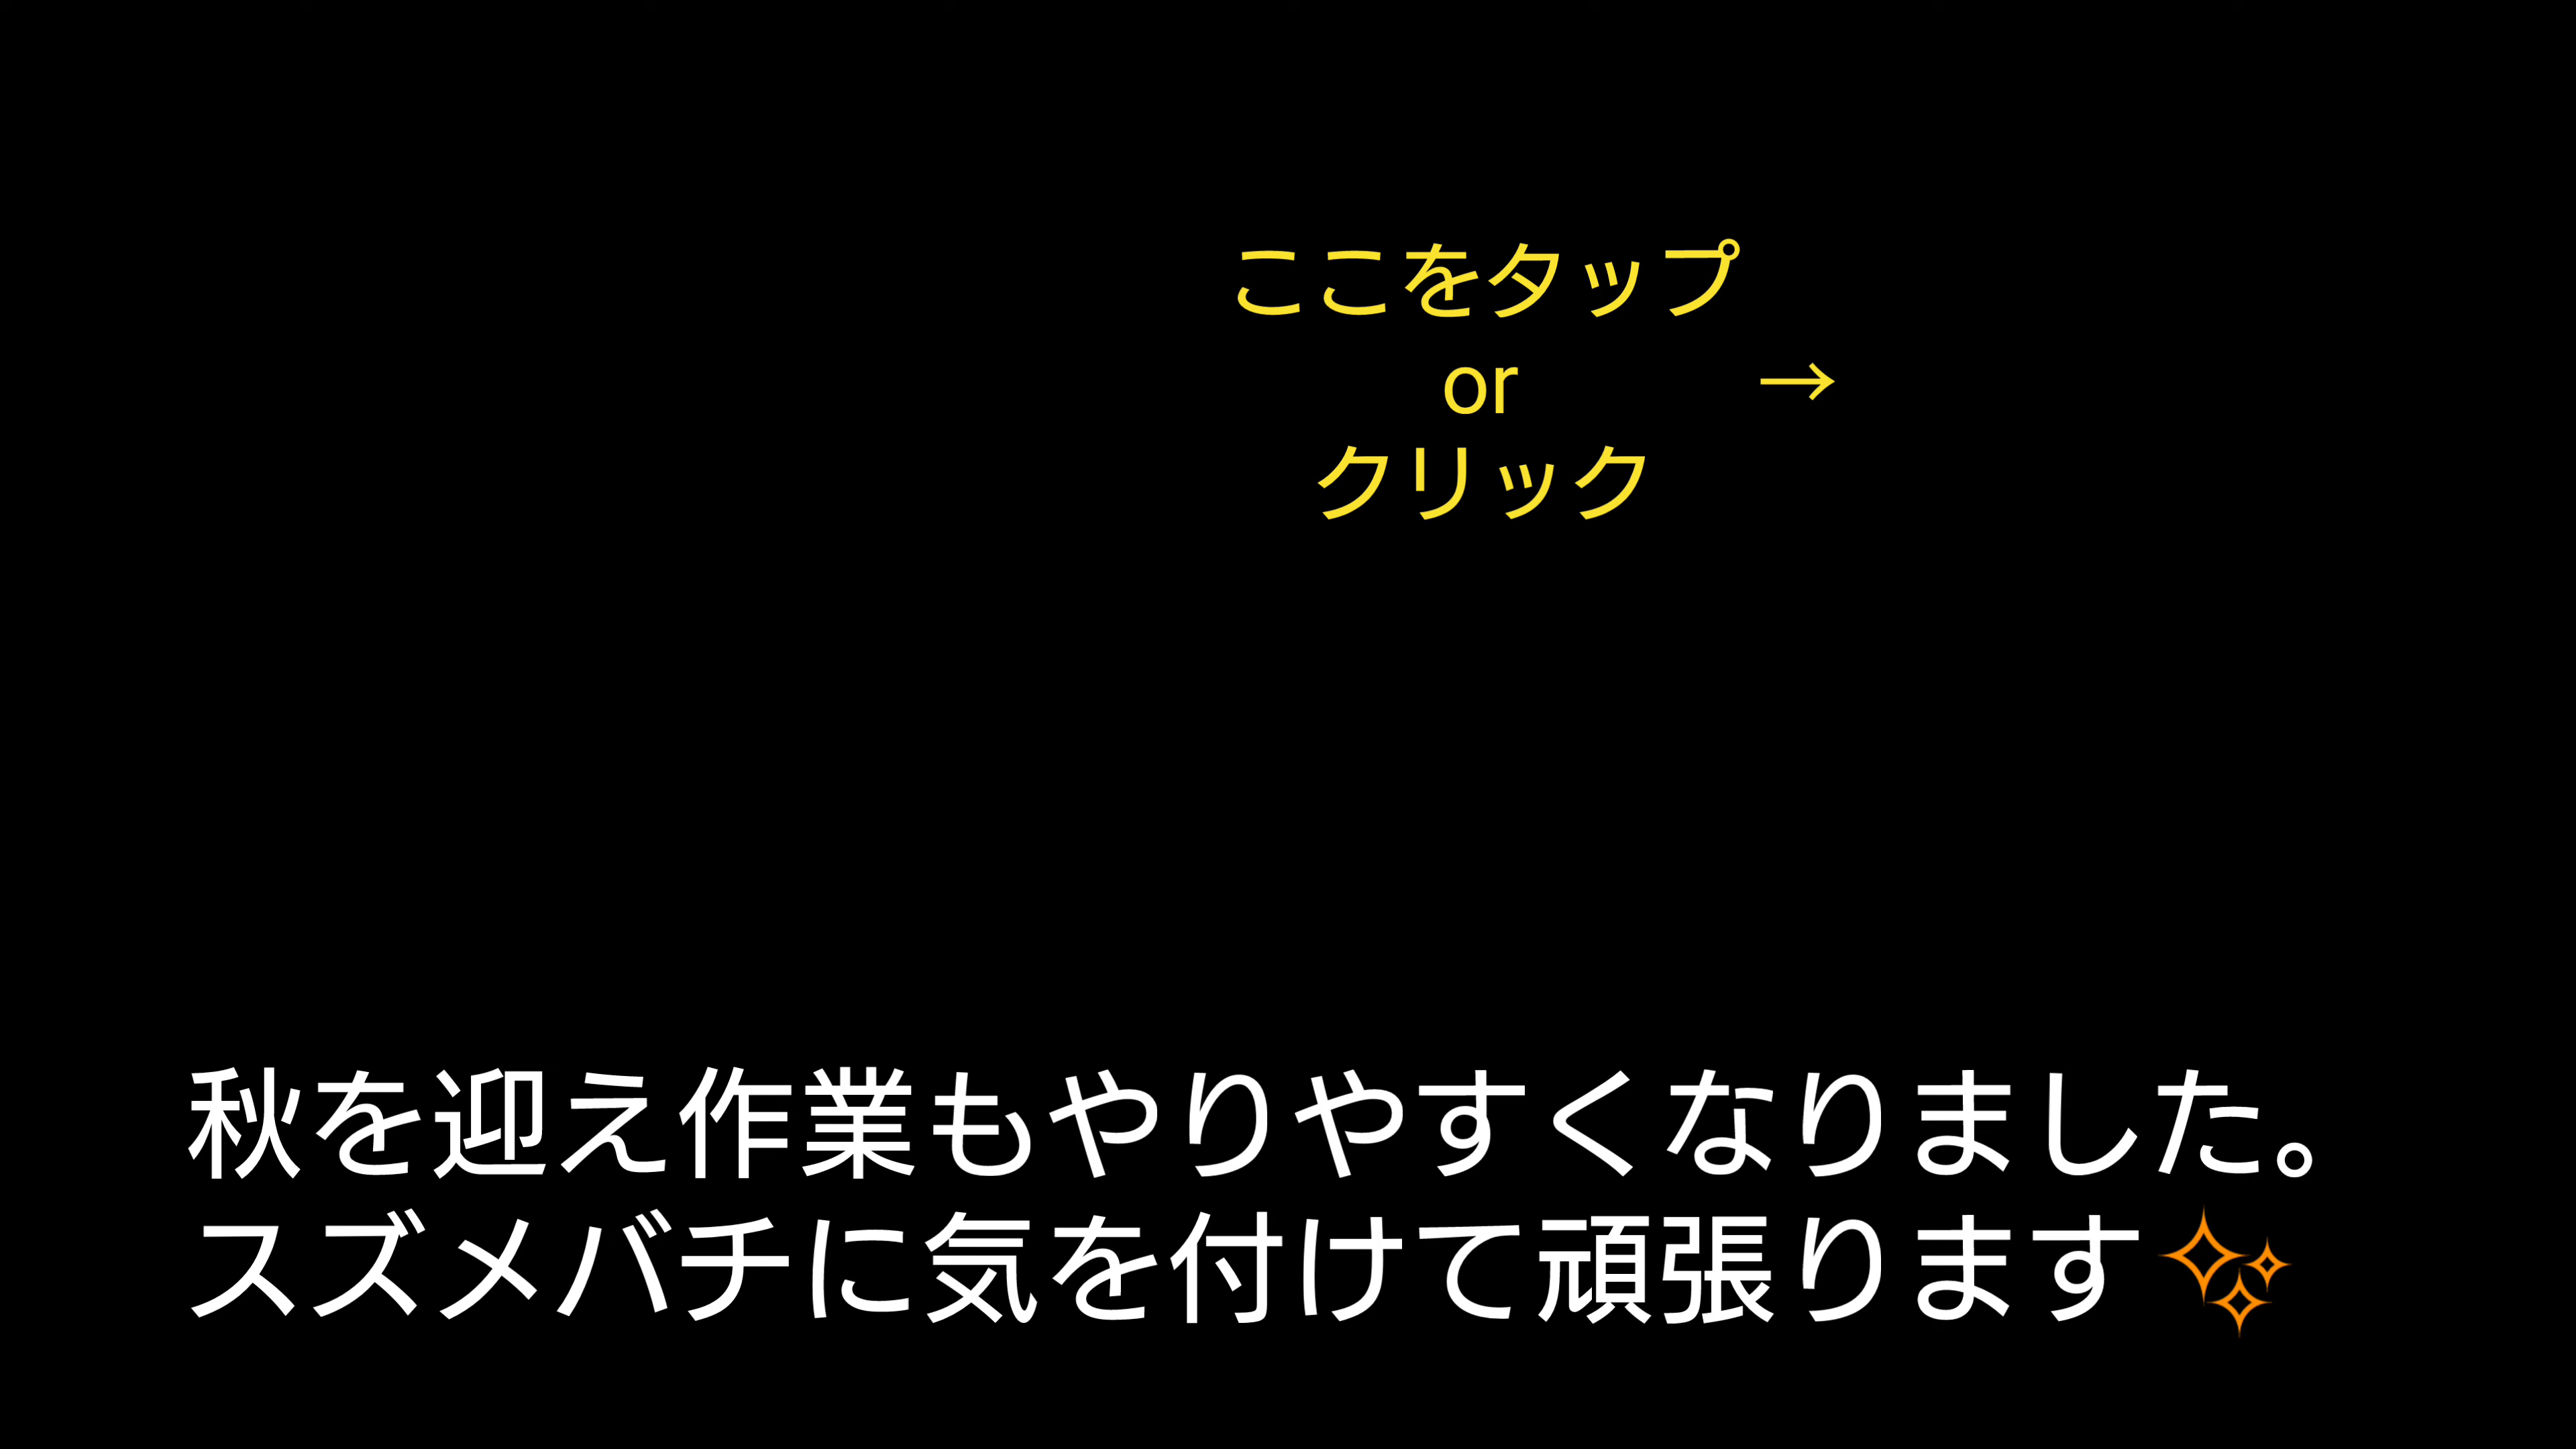 ここをタップ
or →
クリック
秋を迎え作業もやりやすくなりました。
スズメバチに気を付けて頑張ります✨